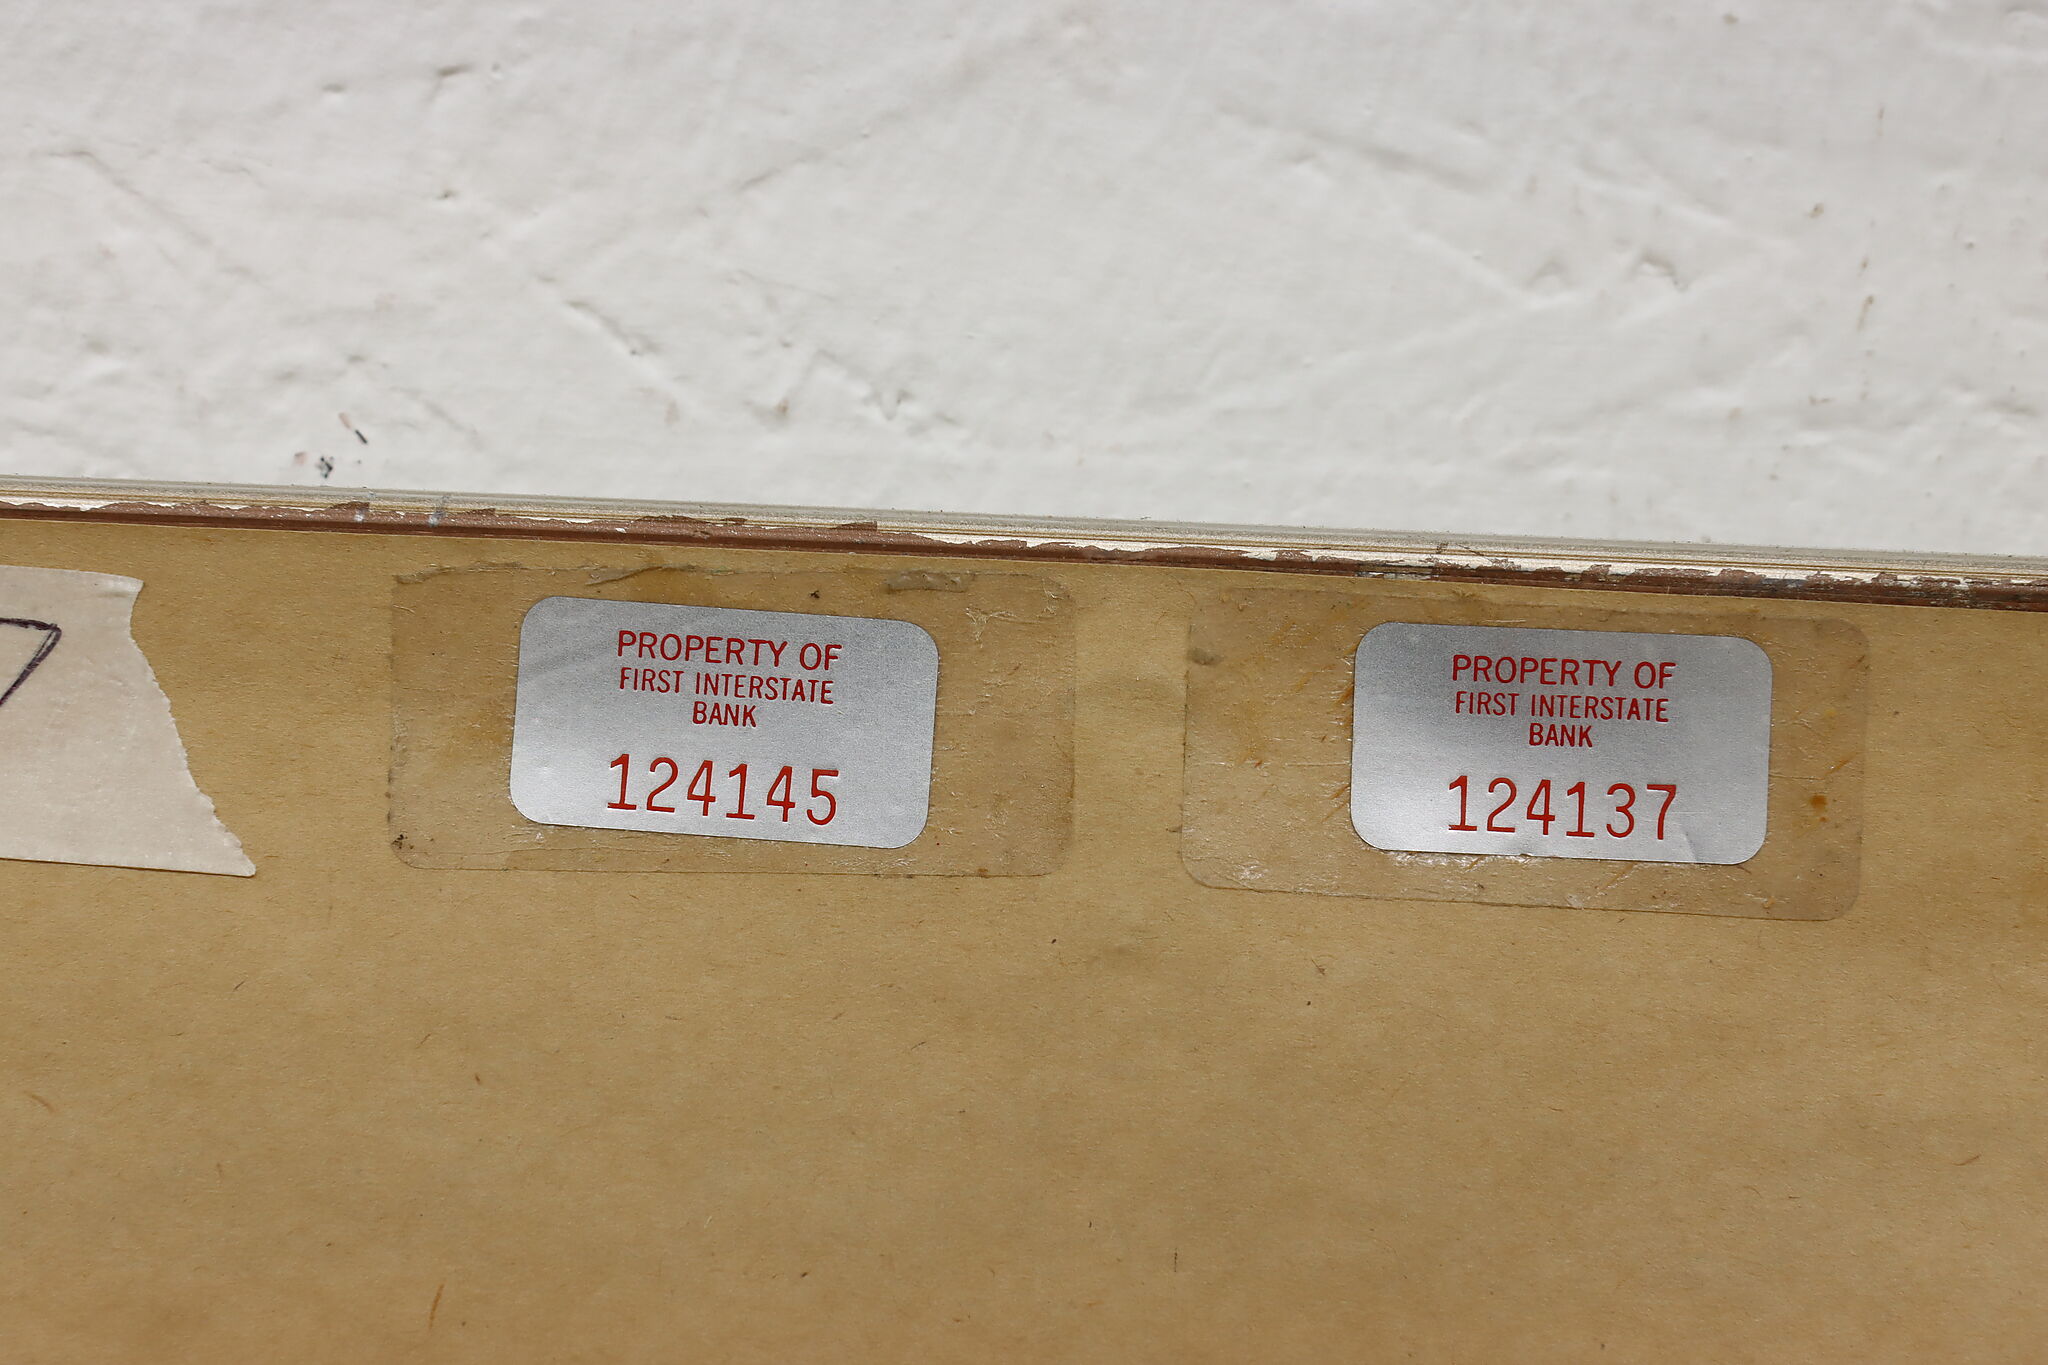 PROPERTY OF
FIRST INTERSTATE
BANK
124145
PROPERTY OF
FIRST INTERSTATE
BANK
124137